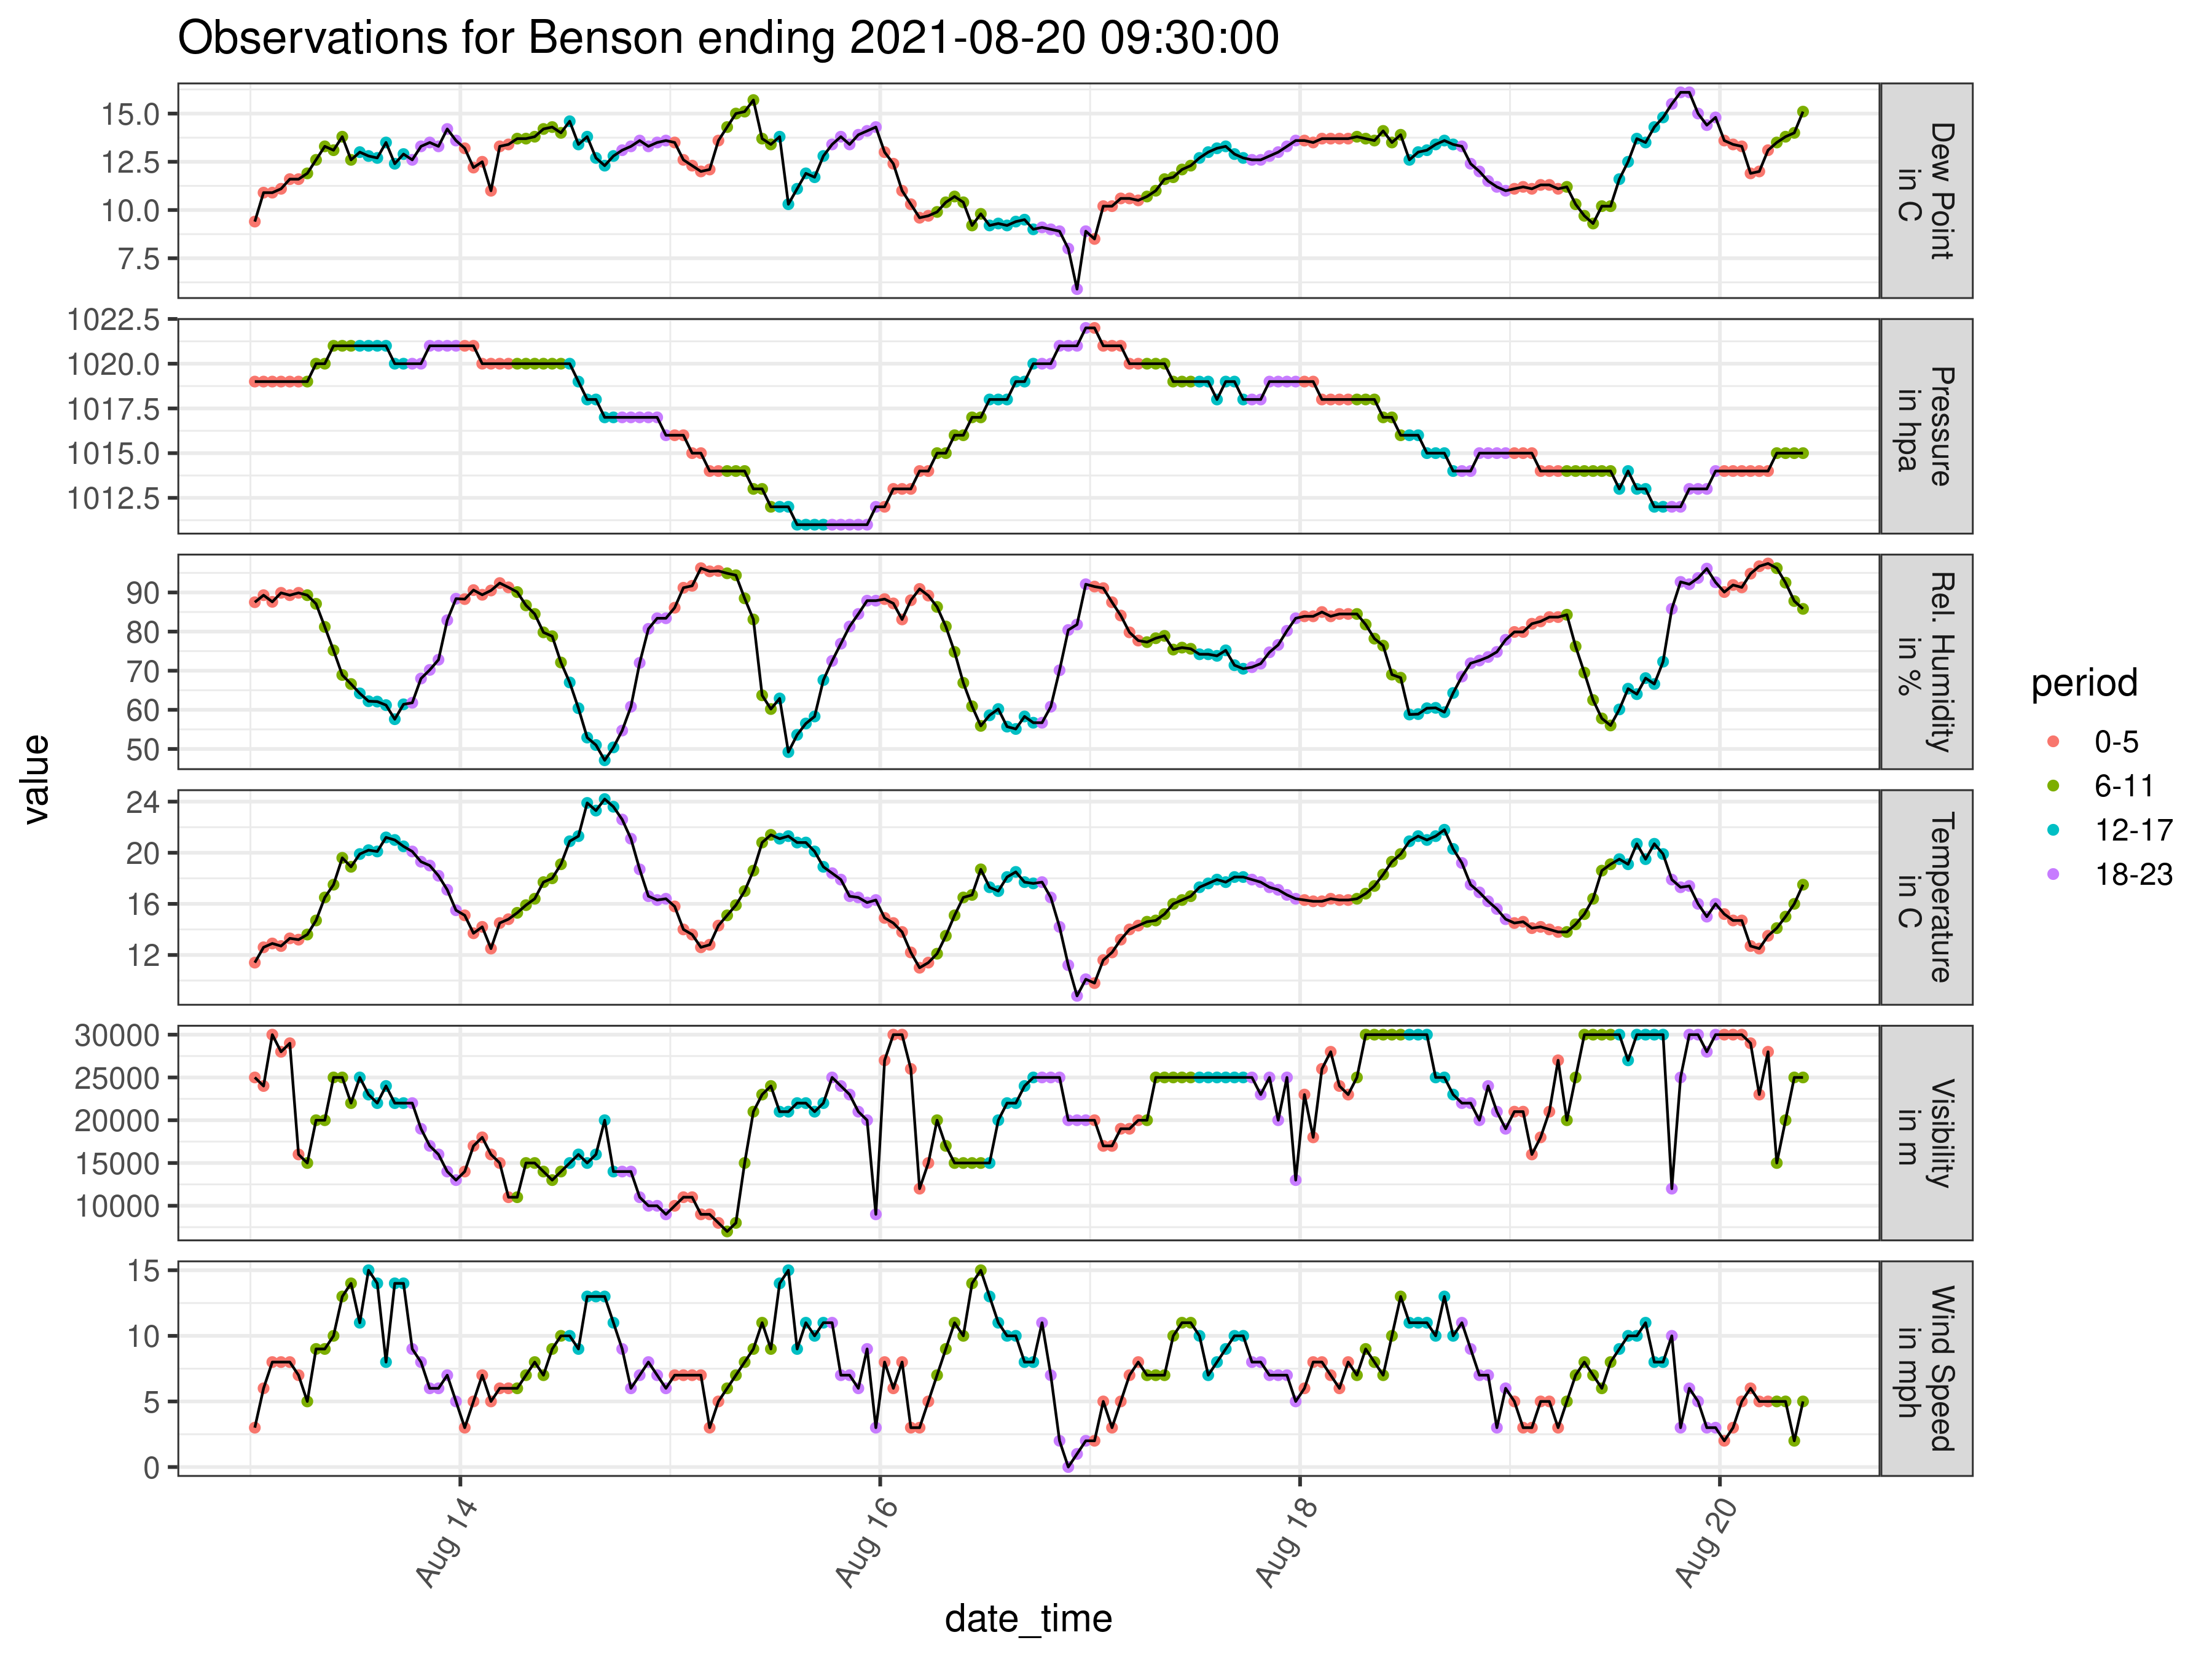 Observations for Benson ending 2021-08-20 09:30:00
value
15.0
12.5
10.0
7.5
Dew Point
in C
1022.5
1020.0
1017.5
1015.0
1012.5
Pressure
in hpa
90
80
70
60
50
Rel. Humidity
in %
24
20
16
12
Temperature
in C
30000
25000
20000
15000
10000
Visibility
in m
15
10
5
0
Wind Speed
in mph
Aug 14
Aug 16
Aug 18
Aug 20
date_time
period
0-5
6-11
12-17
18-23